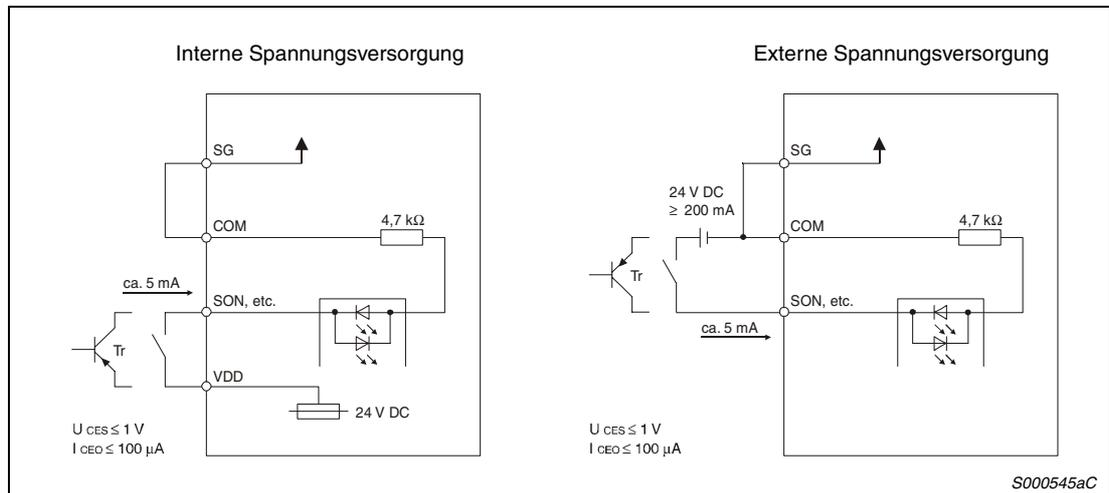 Interne Spannungsversorgung
SG
COM
4,7 kΩ
ca. 5 mA
SON, etc.
Tr
VDD
24 V DC
U CES ≤ 1 V
I CEO ≤ 100 µA
Externe Spannungsversorgung
SG
24 V DC
≥ 200 mA
COM
4,7 kΩ
Tr
SON, etc.
ca. 5 mA
U CES ≤ 1 V
I CEO ≤ 100 µA
S000545aC